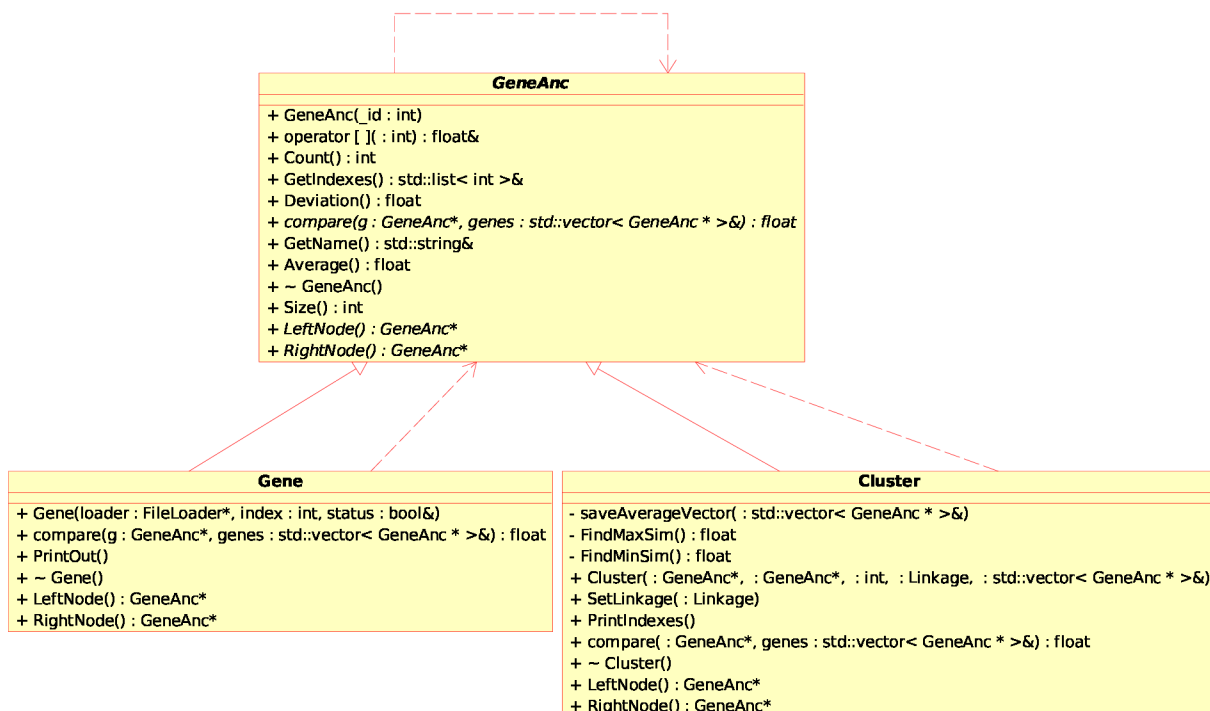 GeneAnc
+ GeneAnc(_id : int)
+ operator [ ]( : int) : float&
+ Count() : int
+ GetIndexes() : std::list< int >&
+ Deviation() : float
+ compare(g : GeneAnc*, genes : std::vector< GeneAnc * >&) : float
+ GetName() : std::string&
+ Average() : float
+ ~ GeneAnc()
+ Size() : int
+ LeftNode() : GeneAnc*
+ RightNode() : GeneAnc*
Gene
+ Gene(loader : FileLoader*, index : int, status : bool&)
+ compare(g : GeneAnc*, genes : std::vector< GeneAnc * >&) : float
+ PrintOut()
+ ~ Gene()
+ LeftNode() : GeneAnc*
+ RightNode() : GeneAnc*
Cluster
- saveAverageVector( : std::vector< GeneAnc * >&)
- FindMaxSim() : float
- FindMinSim() : float
+ Cluster( : GeneAnc*,  : GeneAnc*,  : int,  : Linkage,  : std::vector< GeneAnc * >&)
+ SetLinkage( : Linkage)
+ PrintIndexes()
+ compare( : GeneAnc*, genes : std::vector< GeneAnc * >&) : float
+ ~ Cluster()
+ LeftNode() : GeneAnc*
+ RightNode() : GeneAnc*